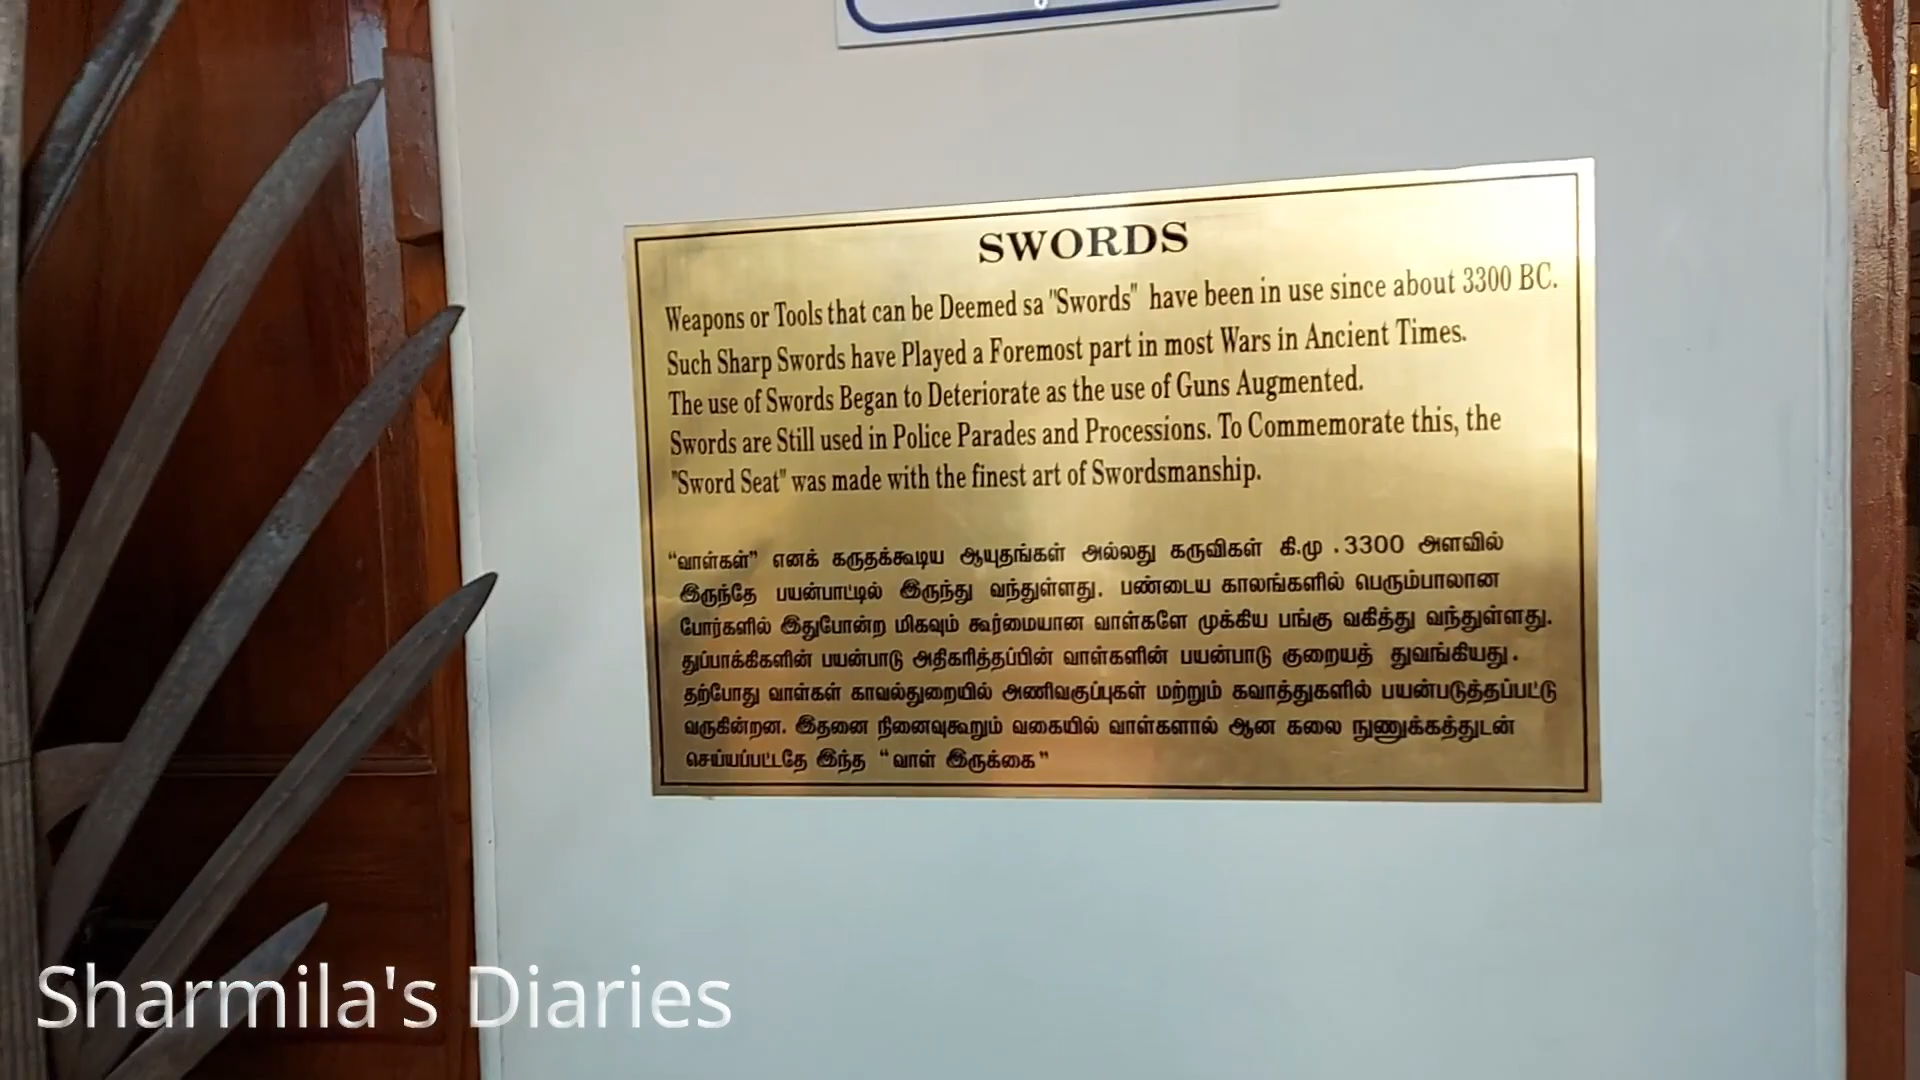 SWORDS
Weapons or Tools that can be Deemed sa "Swords" have been in use since about 3300 BC.
Such Sharp Swords have Played a Foremost part in most Wars in Ancient Times.
The use of Swords Began to Deteriorate as the use of Guns Augmented.
Swords are Still used in Police Parades and Processions. To Commemorate this, the
"Sword Seat" was made with the finest art of Swordsmanship.
“வாள்கள்” எனக் கருதக்கூடிய ஆயுதங்கள் அல்லது கருவிகள் கி.மு .3300 அளவில்
இருந்தே பயன்பாட்டில் இருந்து வந்துள்ளது. பண்டைய காலங்களில் பெரும்பாலான
போர்களில் இதுபோன்ற மிகவும் கூர்மையான வாள்களே முக்கிய பங்கு வகித்து வந்துள்ளது.
துப்பாக்கிகளின் பயன்பாடு அதிகரித்தப்பின் வாள்களின் பயன்பாடு குறையத் துவங்கியது.
தற்போது வாள்கள் காவல்துறையில் அணிவகுப்புகள் மற்றும் கவாத்துகளில் பயன்படுத்தப்பட்டு
வருகின்றன. இதனை நினைவுகூறும் வகையில் வாள்களால் ஆன கலை நுணுக்கத்துடன்
செய்யப்பட்டதே இந்த “வாள் இருக்கை”
Sharmila's Diaries